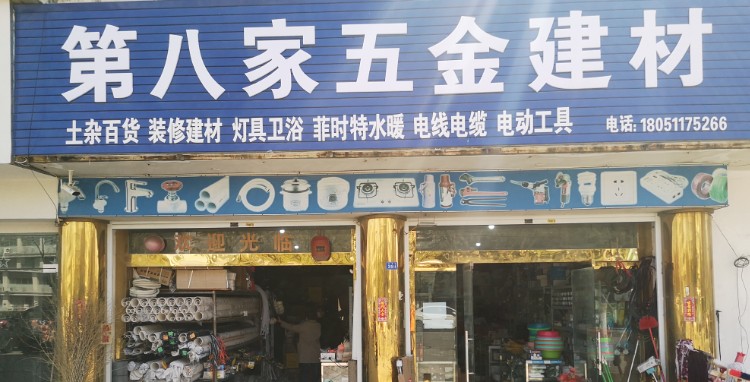 第八家五金建材
土杂百货 装修建材 灯具卫浴 菲时特水暖 电线电缆 电动工具 电话: 18051175266
欢迎光临